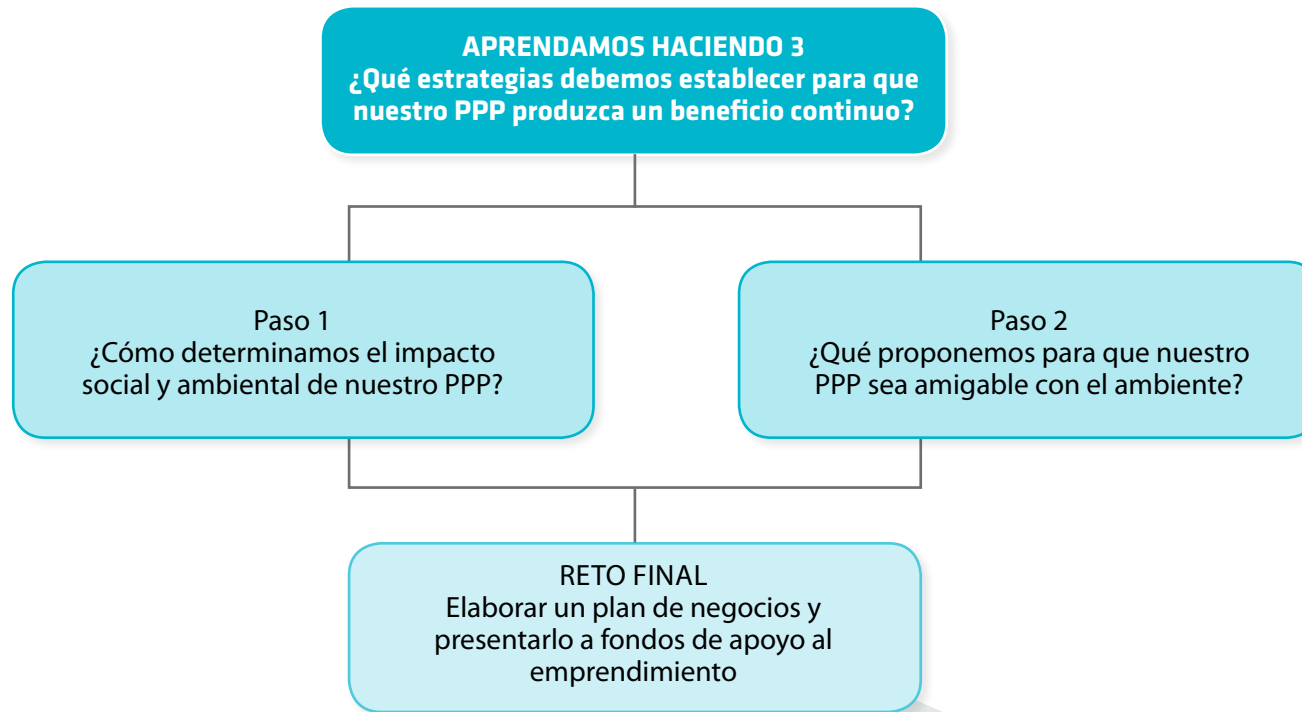 APRENDAMOS HACIENDO 3
¿Qué estrategias debemos establecer para que
nuestro PPP produzca un beneficio continuo?
Paso 1
¿Cómo determinamos el impacto
social y ambiental de nuestro PPP?
Paso 2
¿Qué proponemos para que nuestro
PPP sea amigable con el ambiente?
RETO FINAL
Elaborar un plan de negocios y
presentarlo a fondos de apoyo al
emprendimiento